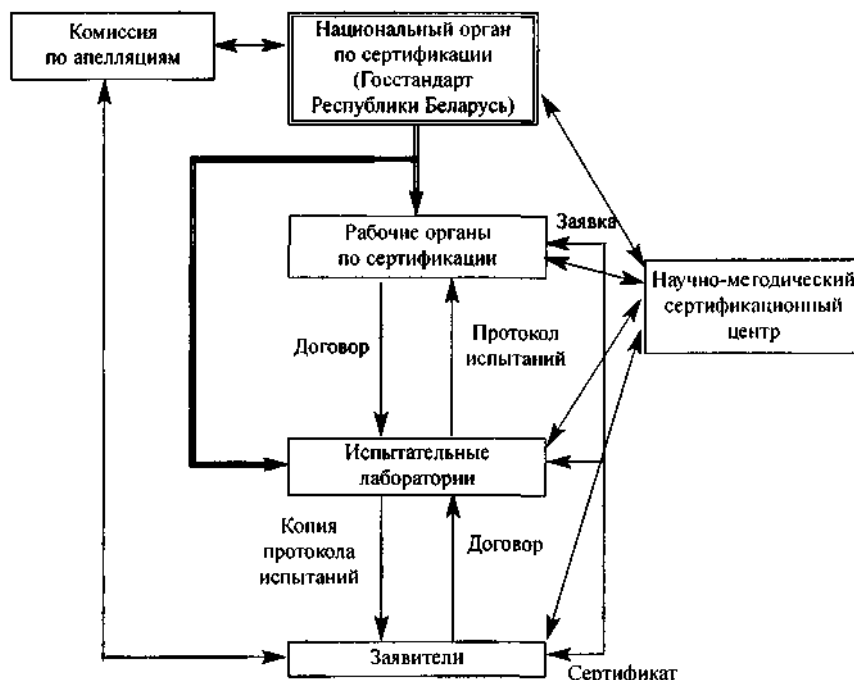 Комиссия
по апелляциям
Национальный орган
по сертификации
(Госстандарт
Республики Беларусь)
Заявка
Рабочие органы
по сертификации
Научно-методический
сертификационный
центр
Договор
Протокол
испытаний
Испытательные
лаборатории
Копия
протокола
испытаний
Договор
Заявители
Сертификат